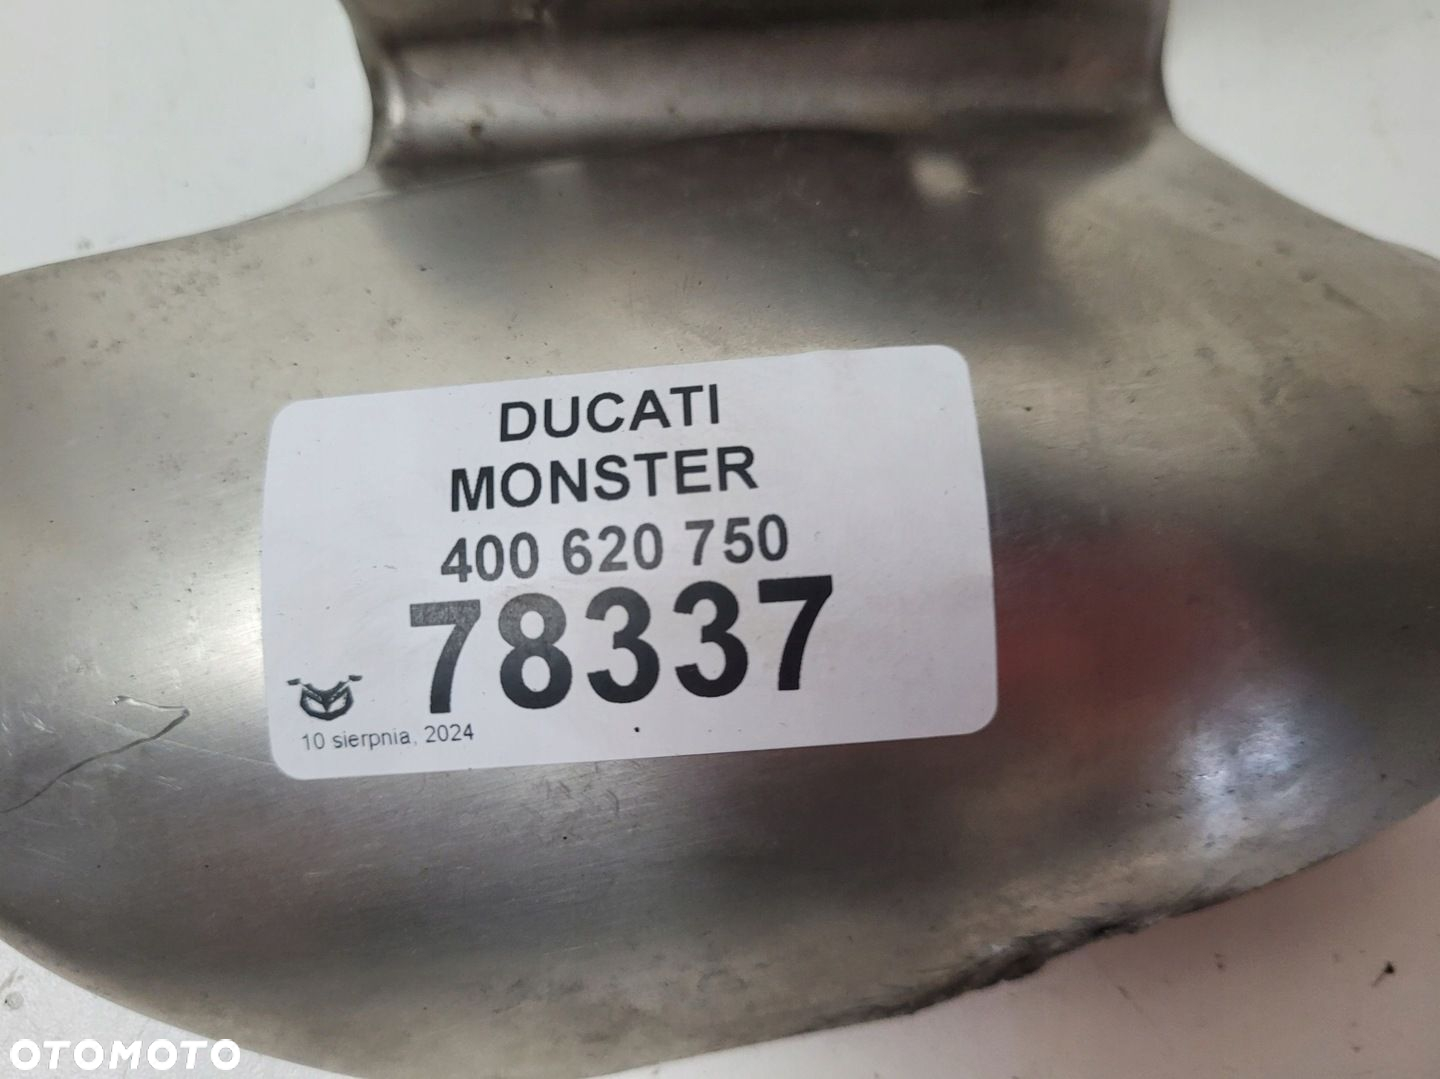 DUCATI
MONSTER
400 620 750
78337
10 sierpnia, 2024
OTOMOTO